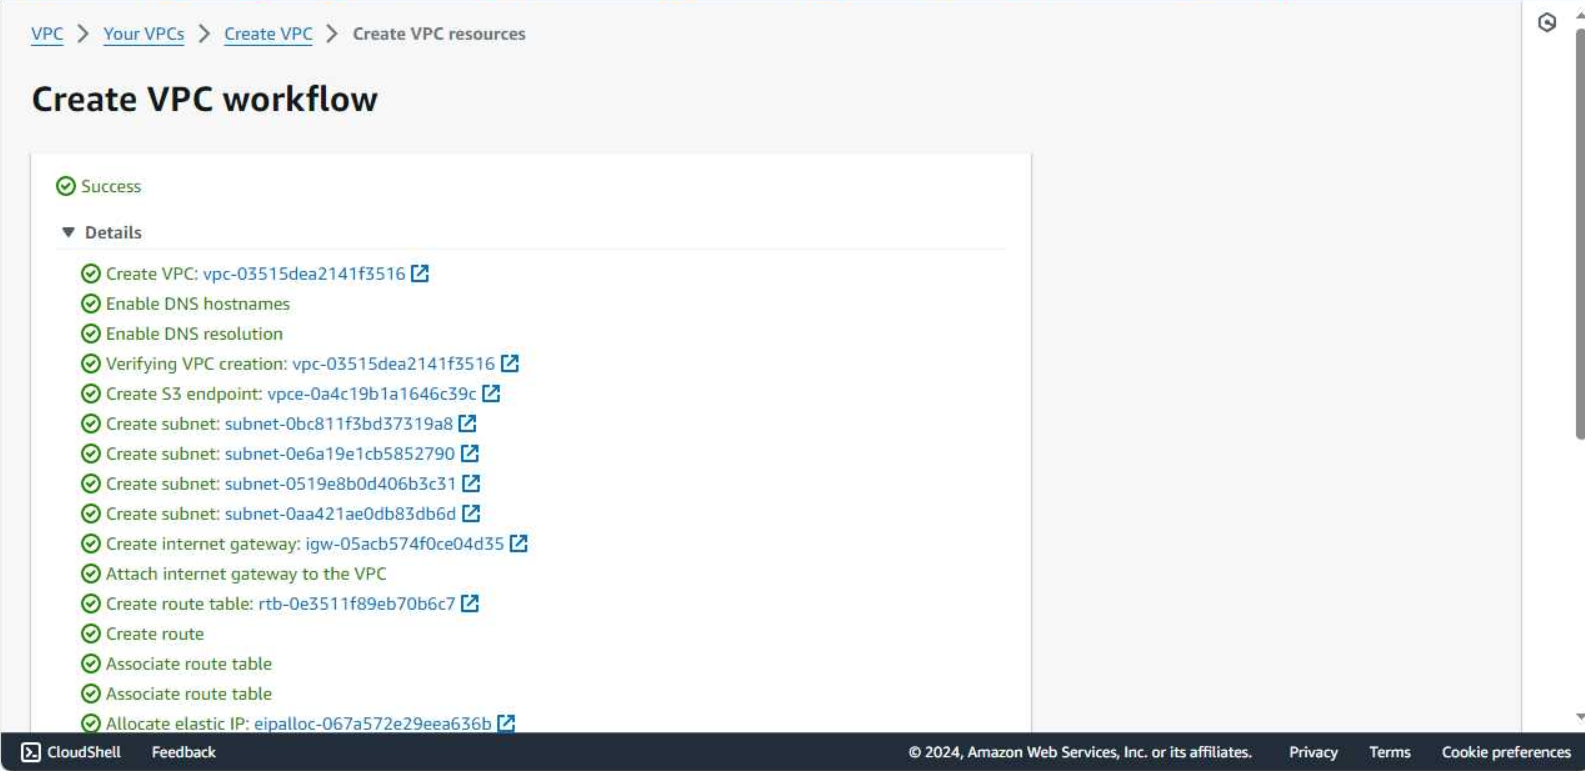 VPC > Your VPCs > Create VPC > Create VPC resources
Create VPC workflow
Success
Details
Create VPC: vpc-03515dea2141f3516
Enable DNS hostnames
Enable DNS resolution
Verifying VPC creation: vpc-03515dea2141f3516
Create S3 endpoint: vpce-0a4c19b1a1646c39c
Create subnet: subnet-0bc811f3bd37319a8
Create subnet: subnet-0e6a19e1cb5852790
Create subnet: subnet-0519e8b0d406b3c31
Create subnet: subnet-0aa421ae0db83db6d
Create internet gateway: igw-05acb574f0ce04d35
Attach internet gateway to the VPC
Create route table: rtb-0e3511f89eb70b6c7
Create route
Associate route table
Associate route table
Allocate elastic IP: eipalloc-067a572e29eea636b
CloudShell Feedback © 2024, Amazon Web Services, Inc. or its affiliates. Privacy Terms Cookie preferences